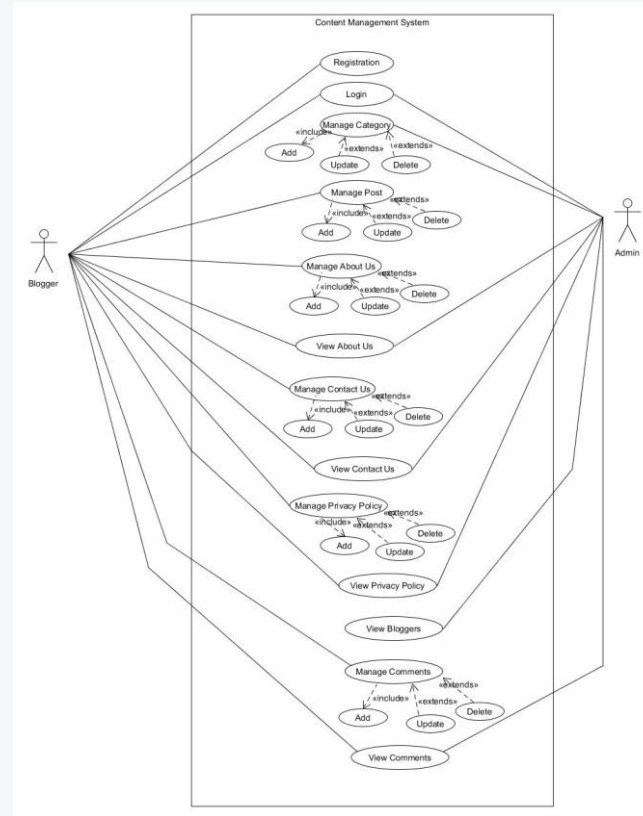 Content Management System
Registration
Login
Manage Category
«include»
«extends»
«extends»
Add
Update
Delete
Manage Post
«extends»
«include»
«extends»
Add
Update
Delete
Blogger
Admin
Manage About Us
«extends»
«include»
«extends»
Add
Update
Delete
View About Us
Manage Contact Us
«extends»
«include»
«extends»
Add
Update
Delete
View Contact Us
Manage Privacy Policy
«extends»
«include»
«extends»
Add
Update
Delete
View Privacy Policy
View Bloggers
Manage Comments
«extends»
«include»
«extends»
Add
Update
Delete
View Comments